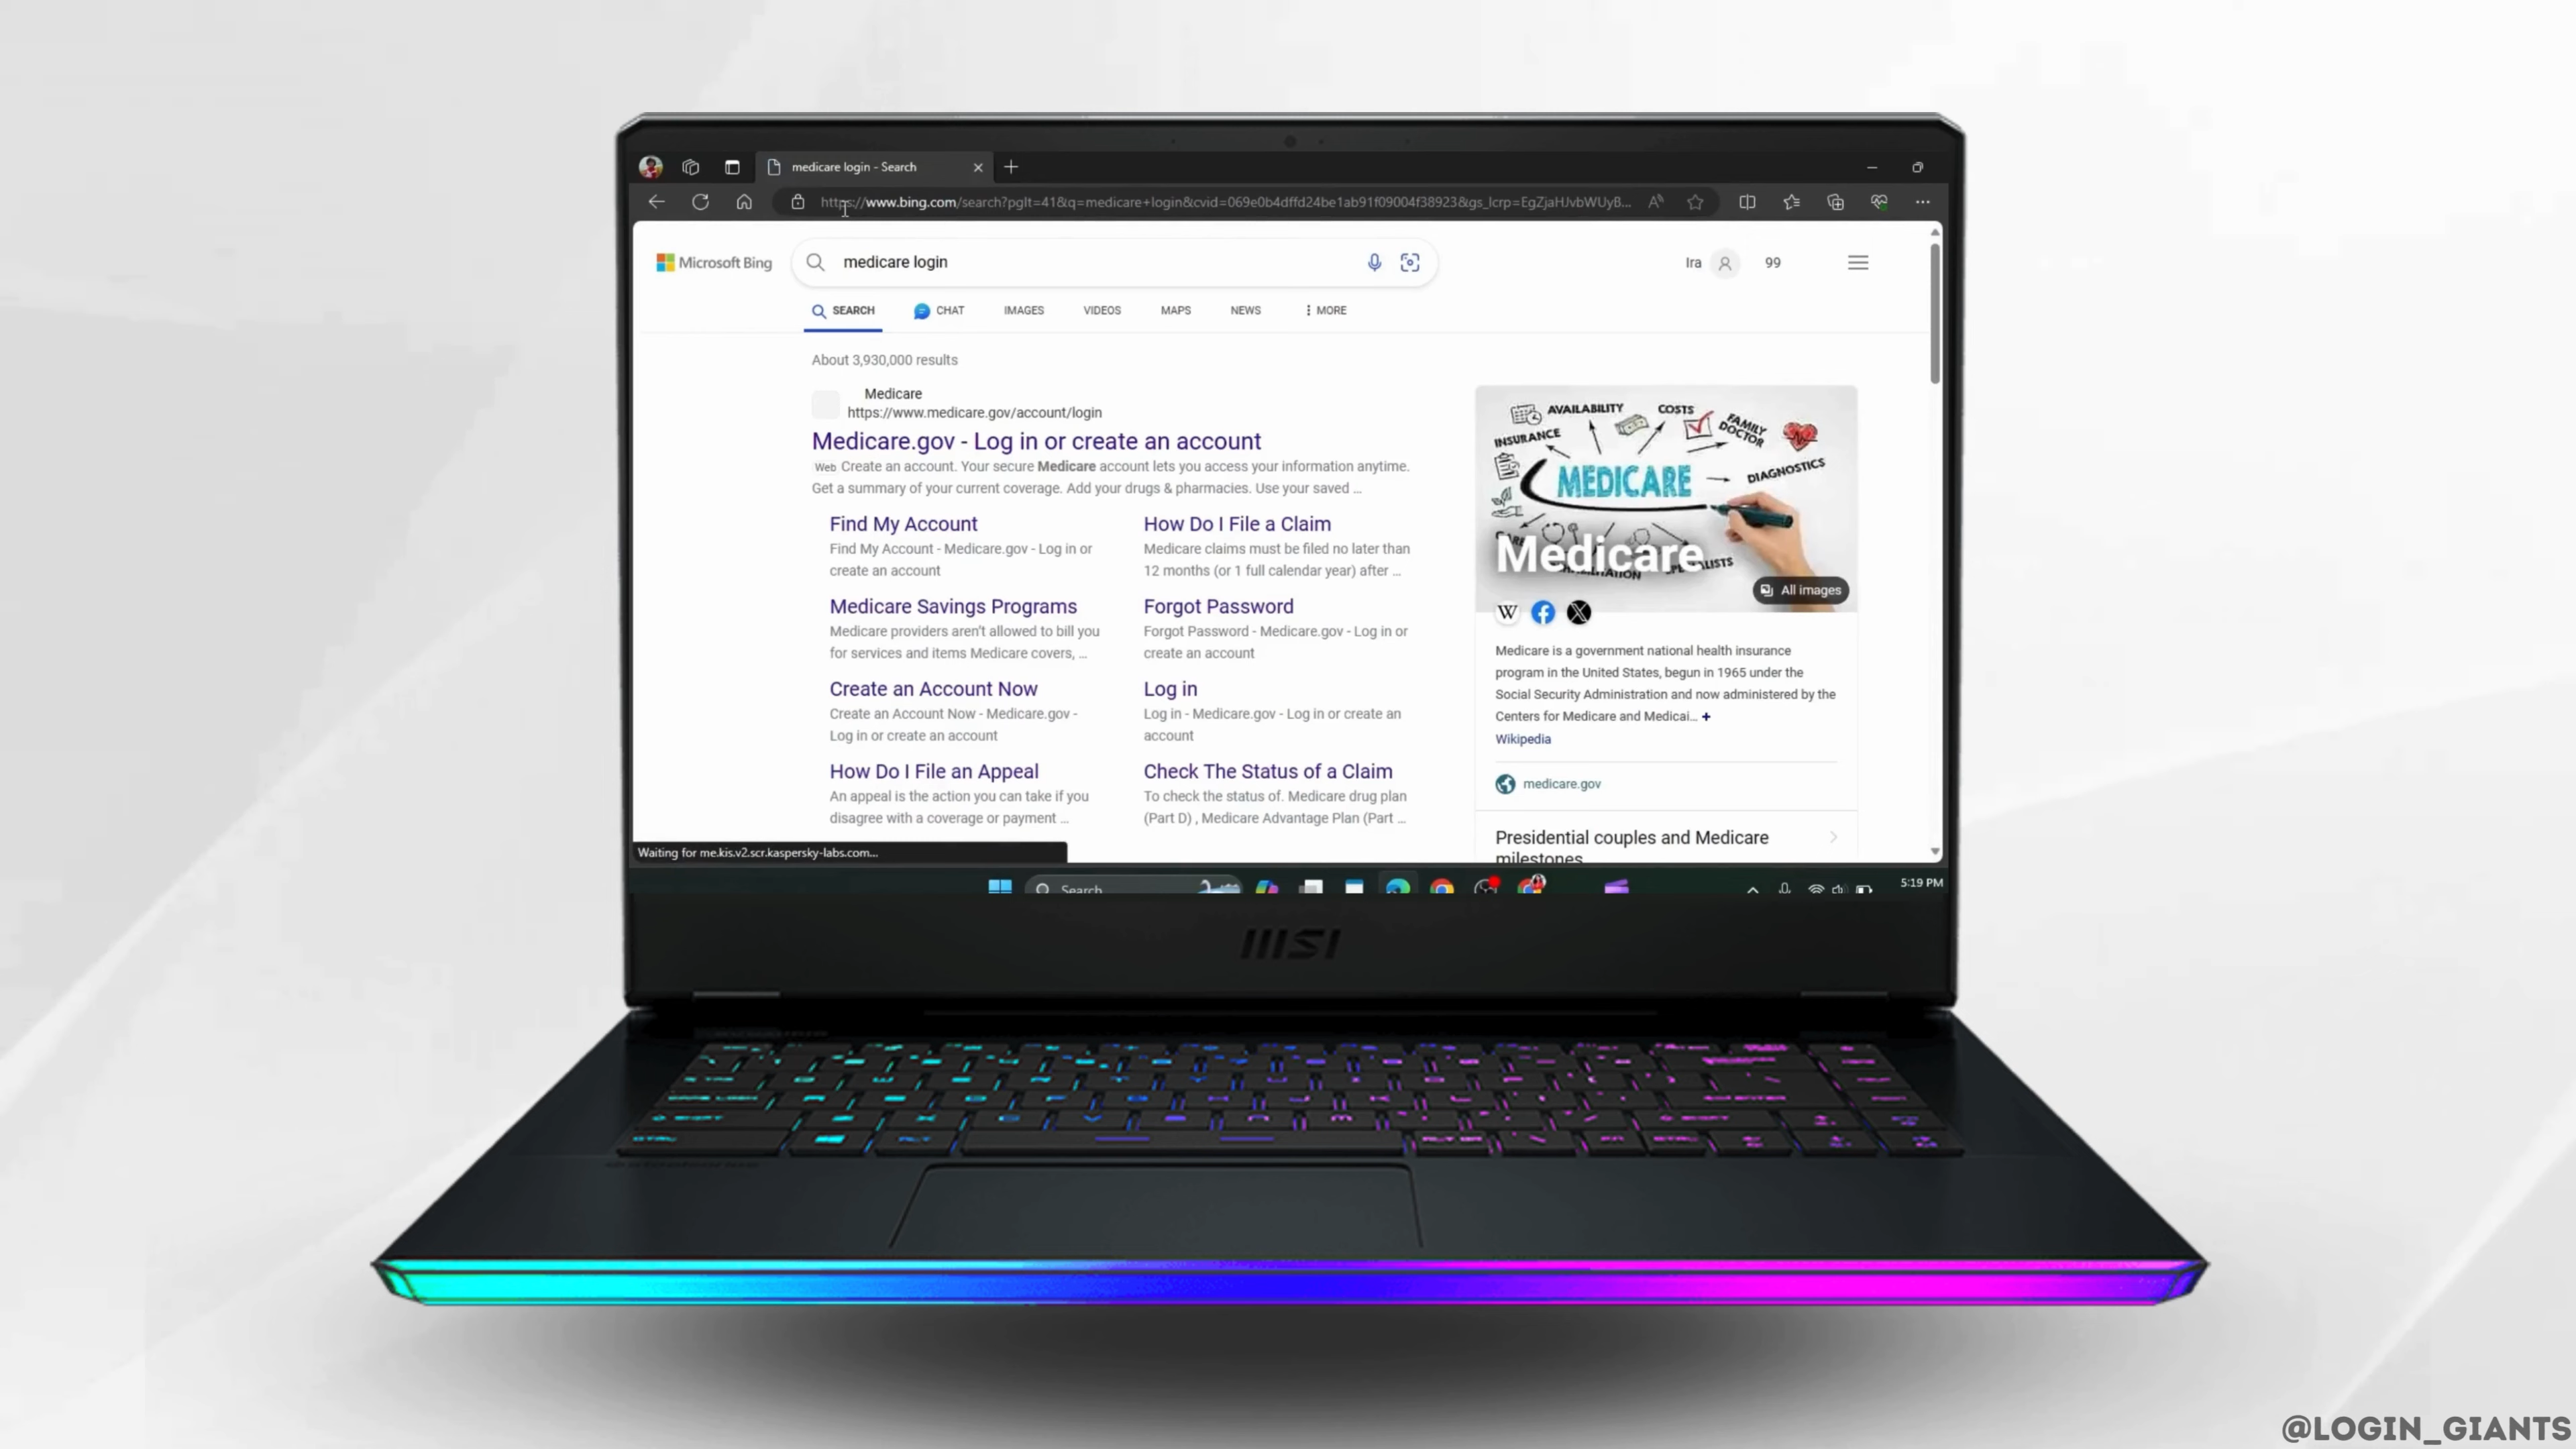 medicare login - Search
https://www.bing.com/search?pglt=41&q=medicare+login&cvid=069e0b4dffd24be1ab91f09004f38923&gs_lcrp=EgZjaHJvbWUyB...
Microsoft Bing
medicare login
Ira
99
SEARCH
CHAT
IMAGES
VIDEOS
MAPS
NEWS
MORE
About 3,930,000 results
Medicare
https://www.medicare.gov/account/login
Medicare.gov - Log in or create an account
Web Create an account. Your secure Medicare account lets you access your information anytime.
Get a summary of your current coverage. Add your drugs & pharmacies. Use your saved ...
Find My Account
Find My Account - Medicare.gov - Log in or
create an account
How Do I File a Claim
Medicare claims must be filed no later than
12 months (or 1 full calendar year) after ...
Medicare Savings Programs
Medicare providers aren't allowed to bill you
for services and items Medicare covers, ...
Forgot Password
Forgot Password - Medicare.gov - Log in or
create an account
Create an Account Now
Create an Account Now - Medicare.gov -
Log in or create an account
Log in
Log in - Medicare.gov - Log in or create an
account
How Do I File an Appeal
An appeal is the action you can take if you
disagree with a coverage or payment ...
Check The Status of a Claim
To check the status of. Medicare drug plan
(Part D) , Medicare Advantage Plan (Part ...
AVAILABILITY
COSTS
FAMILY
DOCTOR
INSURANCE
MEDICARE
DIAGNOSTICS
Medicare
All images
W
Medicare is a government national health insurance
program in the United States, begun in 1965 under the
Social Security Administration and now administered by the
Centers for Medicare and Medicai... +
Wikipedia
medicare.gov
Presidential couples and Medicare
milestones
Waiting for me.kis.v2.scr.kaspersky-labs.com...
Search
5:19 PM
msi
@LOGIN_GIANTS